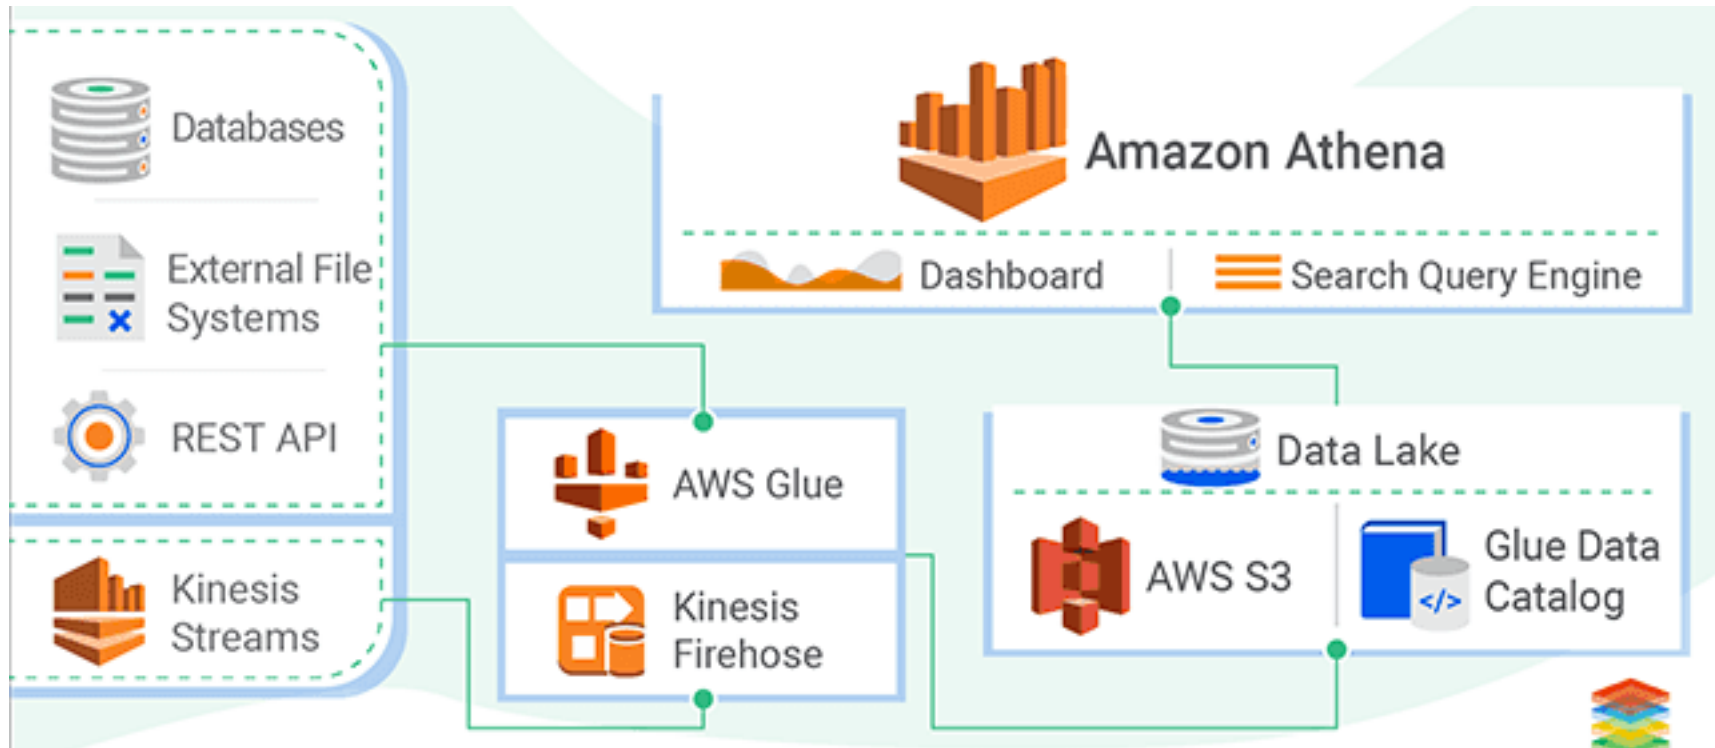 Databases
External File
Systems
REST API
Kinesis
Streams
AWS Glue
Kinesis
Firehose
Amazon Athena
Dashboard
Search Query Engine
Data Lake
AWS S3
Glue Data
Catalog
</>